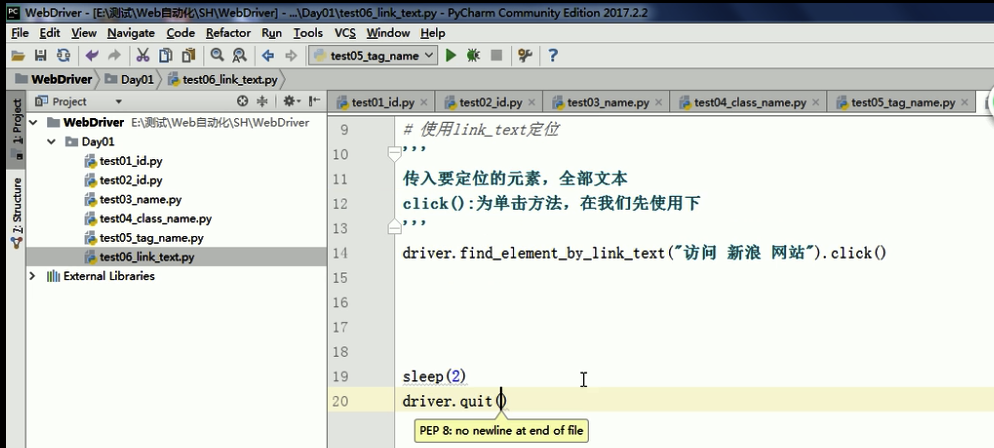 WebDriver - [E:\测试\Web自动化\SH\WebDriver] - ...\Day01\test06_link_text.py - PyCharm Community Edition 2017.2.2
File Edit View Navigate Code Refactor Run Tools VCS Window Help
test05_tag_name
WebDriver Day01 test06_link_text.py
Project
test01_id.py test02_id.py test03_name.py test04_class_name.py test05_tag_name.py
1: Project
7: Structure
WebDriver E:\测试\Web自动化\SH\WebDriver
Day01
test01_id.py
test02_id.py
test03_name.py
test04_class_name.py
test05_tag_name.py
test06_link_text.py
External Libraries
9 # 使用link_text定位
10 '''
11 传入要定位的元素，全部文本
12 click():为单击方法，在我们先使用下
13 '''
14 driver.find_element_by_link_text("访问 新浪 网站").click()
15
16
17
18
19 sleep(2)
20 driver.quit()
PEP 8: no newline at end of file